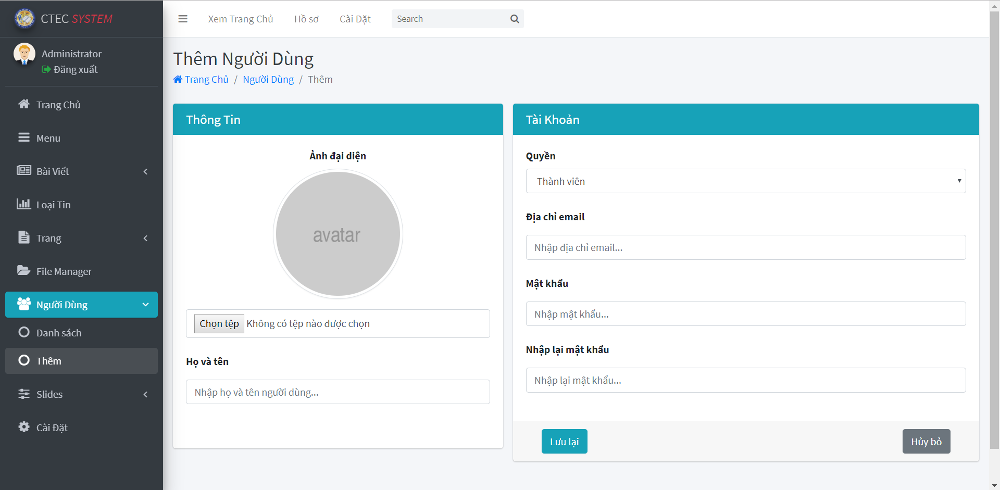 CTEC SYSTEM
Administrator
Đăng xuất
Trang Chủ
Menu
Bài Viết
Loại Tin
Trang
File Manager
Người Dùng
Danh sách
Thêm
Slides
Cài Đặt
Xem Trang Chủ
Hồ sơ
Cài Đặt
Search
Thêm Người Dùng
Trang Chủ / Người Dùng / Thêm
Thông Tin
Ảnh đại diện
avatar
Chọn tệp Không có tệp nào được chọn
Họ và tên
Nhập họ và tên người dùng...
Tài Khoản
Quyền
Thành viên
Địa chỉ email
Nhập địa chỉ email...
Mật khẩu
Nhập mật khẩu...
Nhập lại mật khẩu
Nhập lại mật khẩu...
Lưu lại
Hủy bỏ